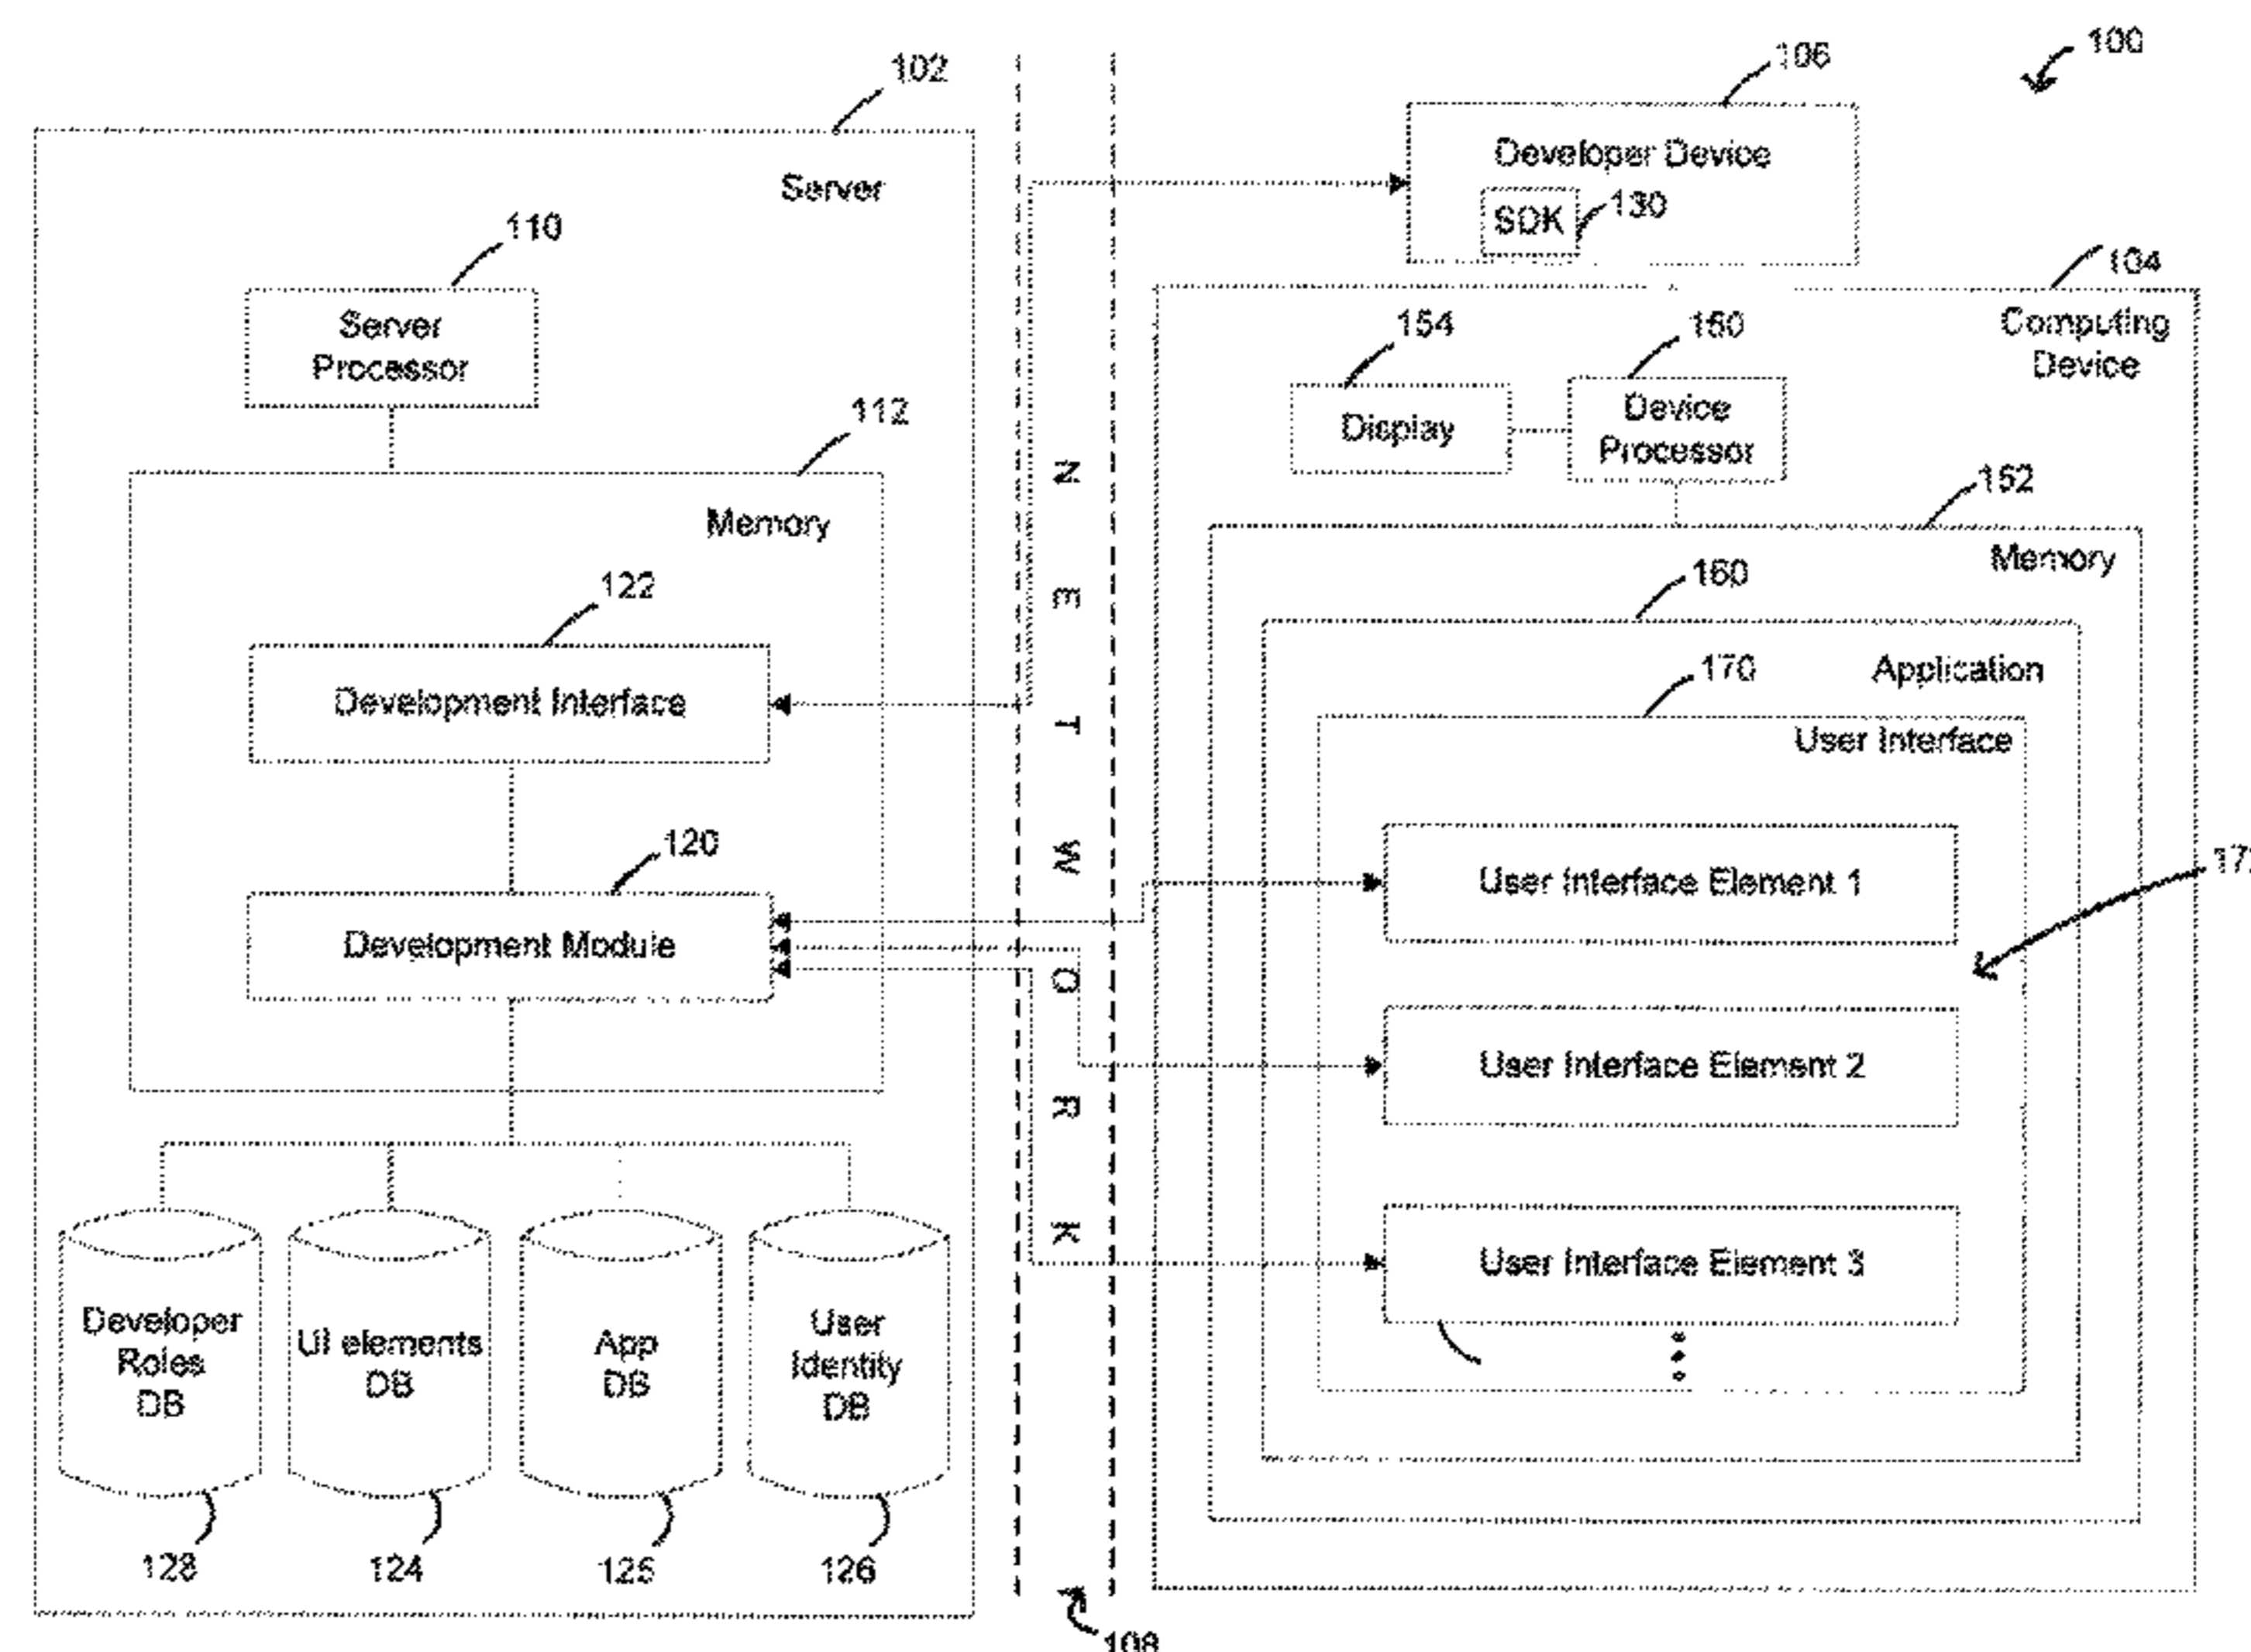 100
102
106
Developer Device
SDK
130
Server
110
Server
Processor
104
Computing
Device
154
Display
Device
Processor
112
Memory
152
Memory
160
Application
170
User Interface
122
Development Interface
120
Development Module
NETWORK
User Interface Element 1
User Interface Element 2
User Interface Element 3
Developer
Roles
DB
UI elements
DB
App
DB
User
Identity
DB
128
124
125
126
108